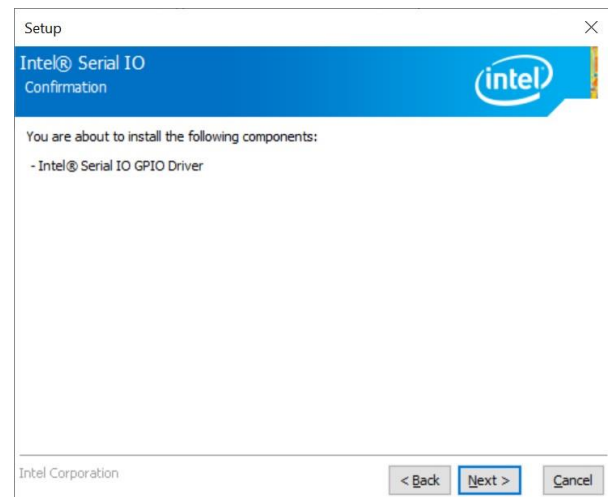 Setup
Intel® Serial IO
Confirmation
intel
You are about to install the following components:
- Intel® Serial IO GPIO Driver
Intel Corporation
< Back
Next >
Cancel